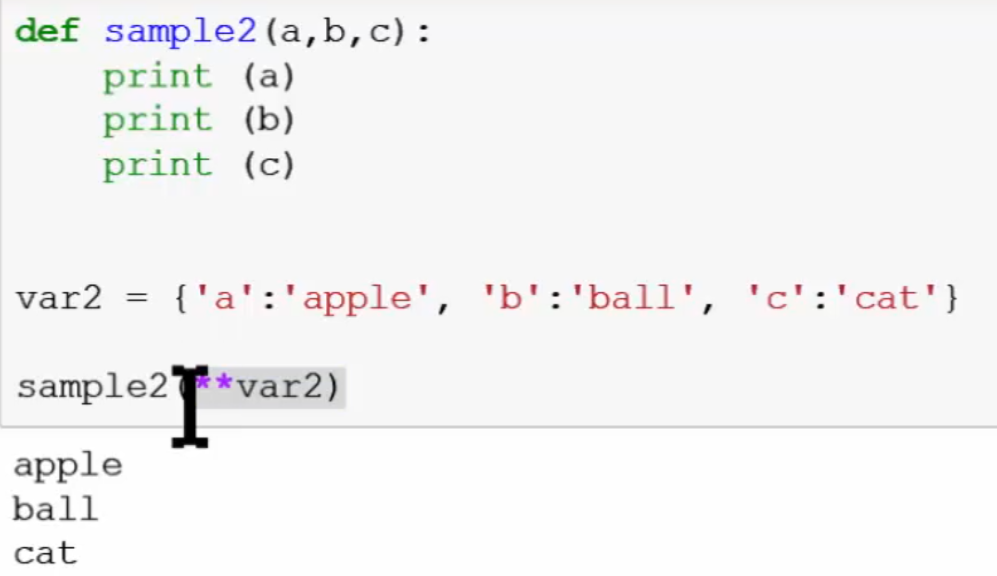 def sample2(a,b,c):
    print (a)
    print (b)
    print (c)
var2 = {'a':'apple', 'b':'ball', 'c':'cat'}
sample2(**var2)
apple
ball
cat